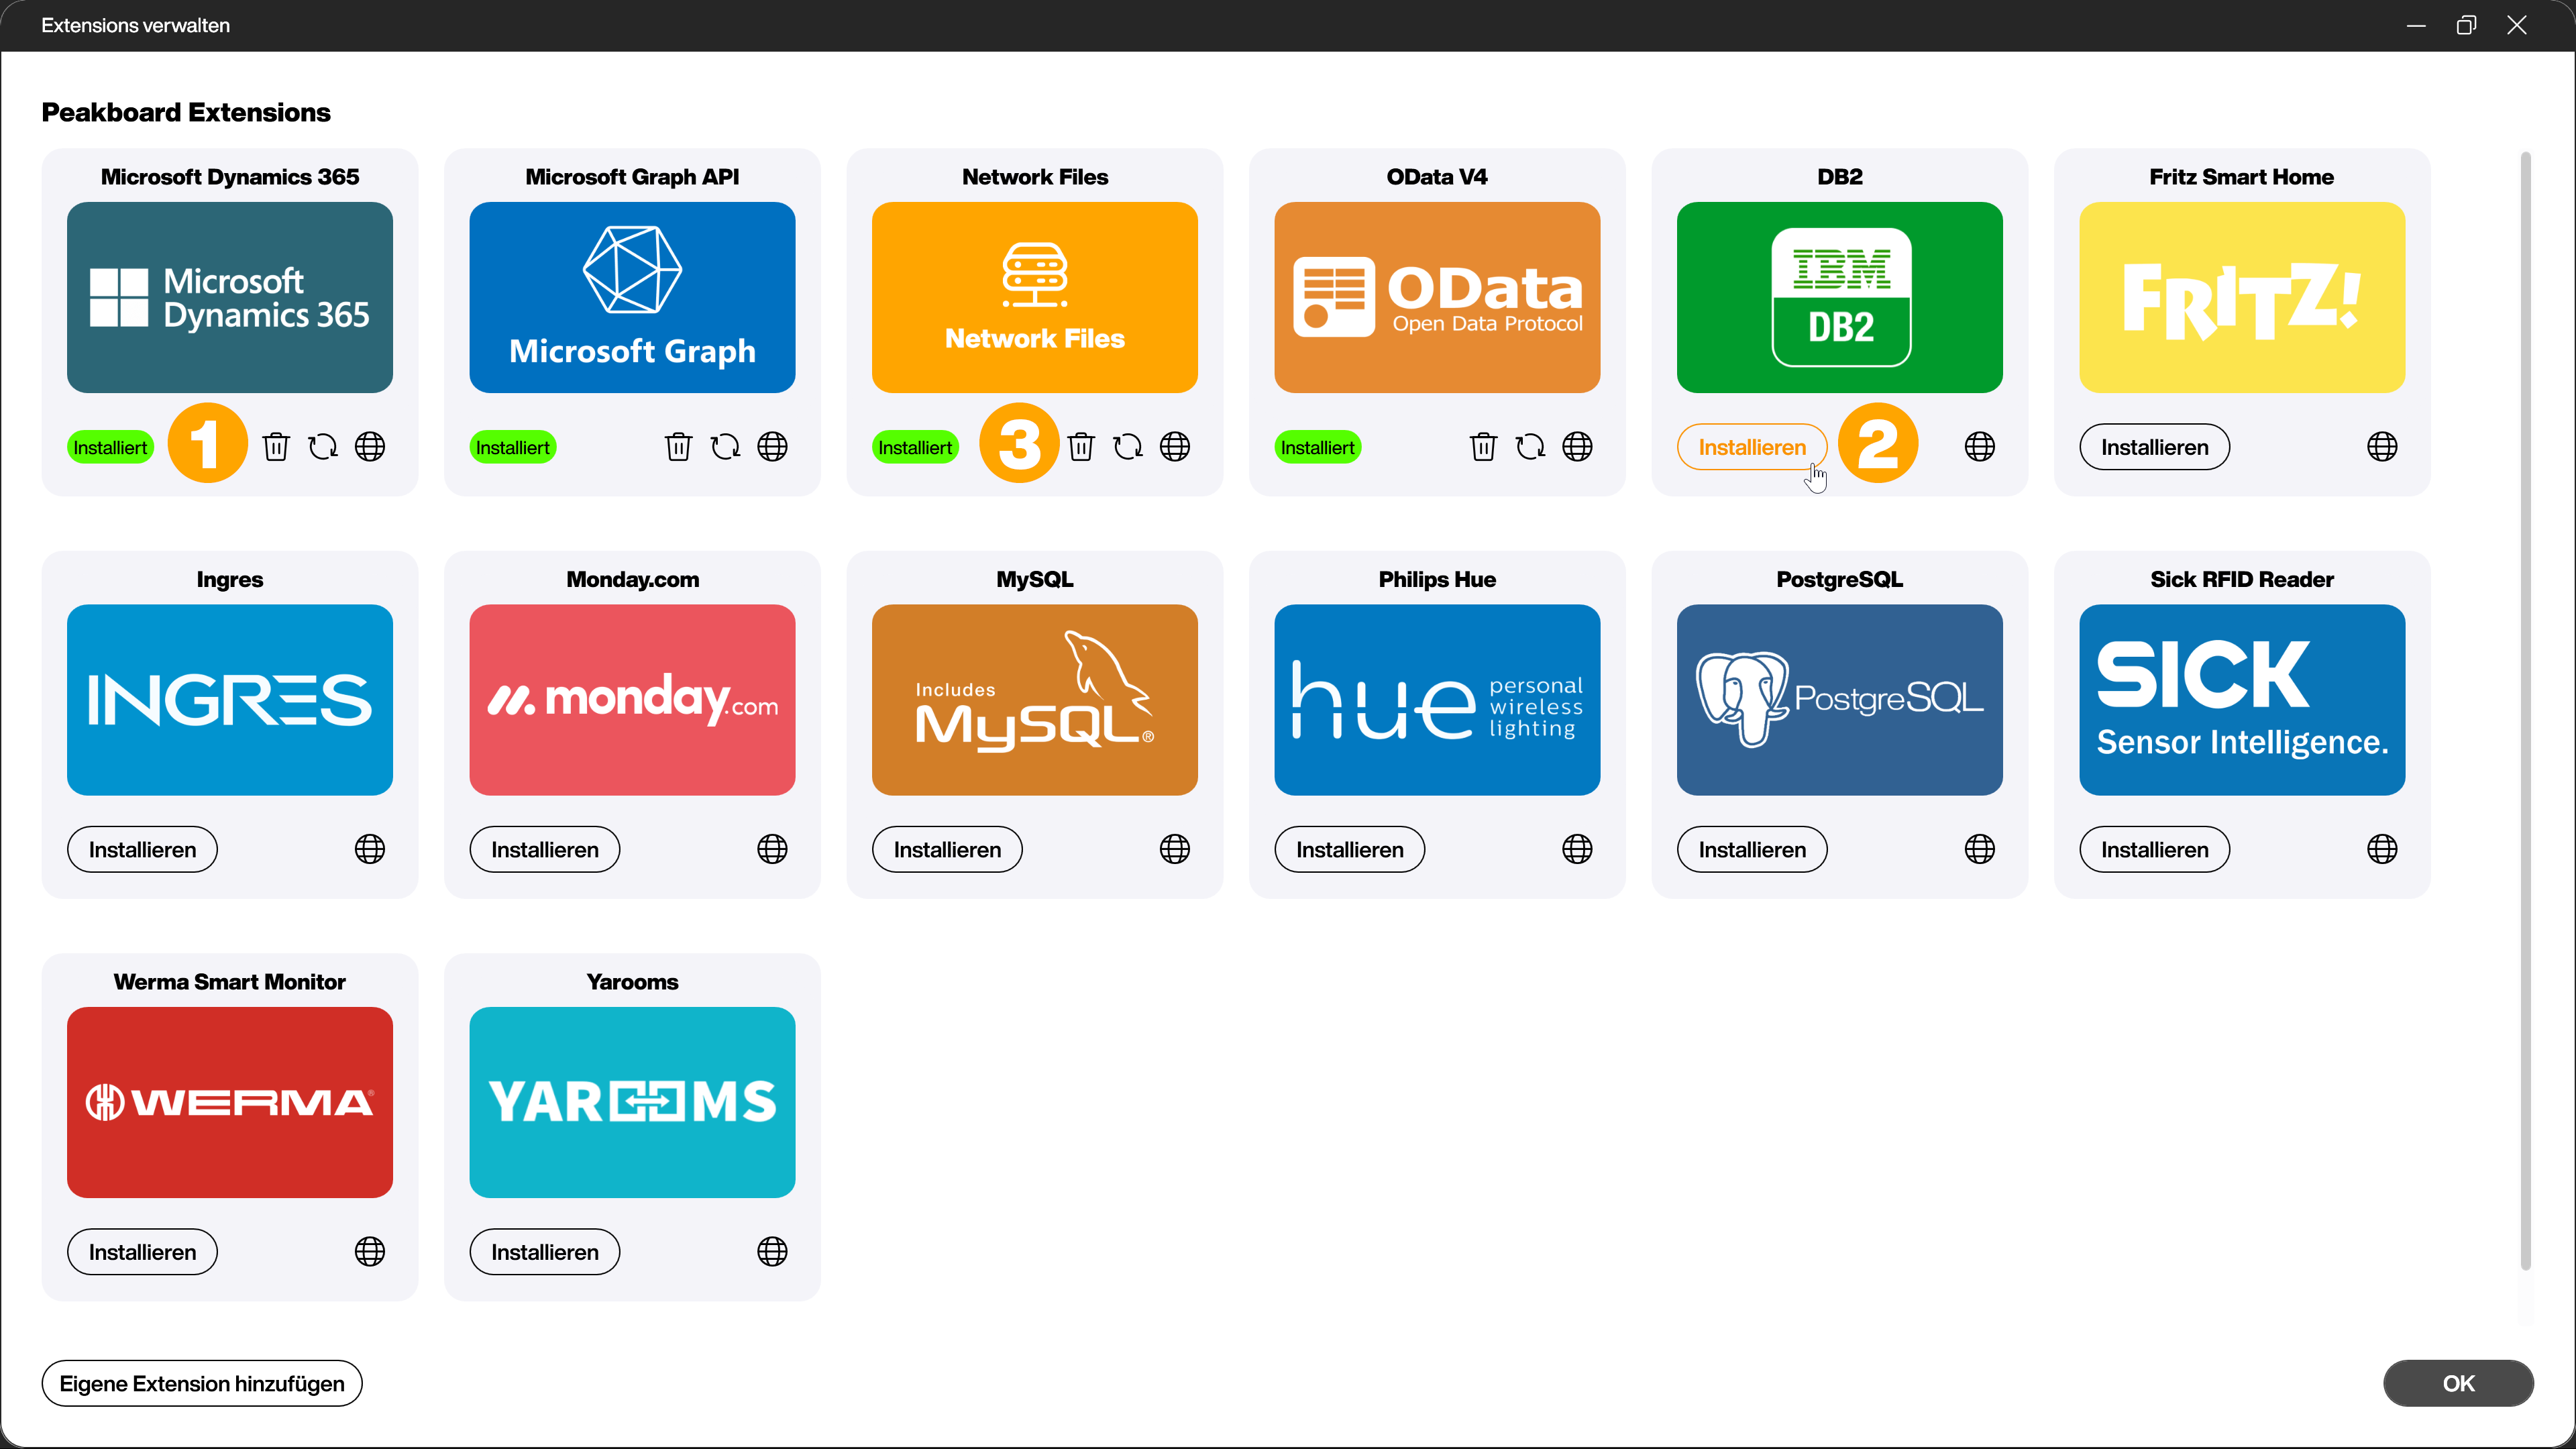 Extensions verwalten
Peakboard Extensions
Microsoft Dynamics 365
Microsoft Graph API
Network Files
OData V4
DB2
Fritz Smart Home
Microsoft
Dynamics 365
Microsoft Graph
Network Files
OData
Open Data Protocol
IBM
DB2
FRITZ!
Installiert
1
Installiert
Installiert
3
Installiert
Installieren
2
Installieren
Ingres
Monday.com
MySQL
Philips Hue
PostgreSQL
Sick RFID Reader
INGRES
monday.com
Includes
MySQL®
hue
personal
wireless
lighting
PostgreSQL
SICK
Sensor Intelligence.
Installieren
Installieren
Installieren
Installieren
Installieren
Installieren
Werma Smart Monitor
Yarooms
WERMA®
YAROOMS
Installieren
Installieren
Eigene Extension hinzufügen
OK